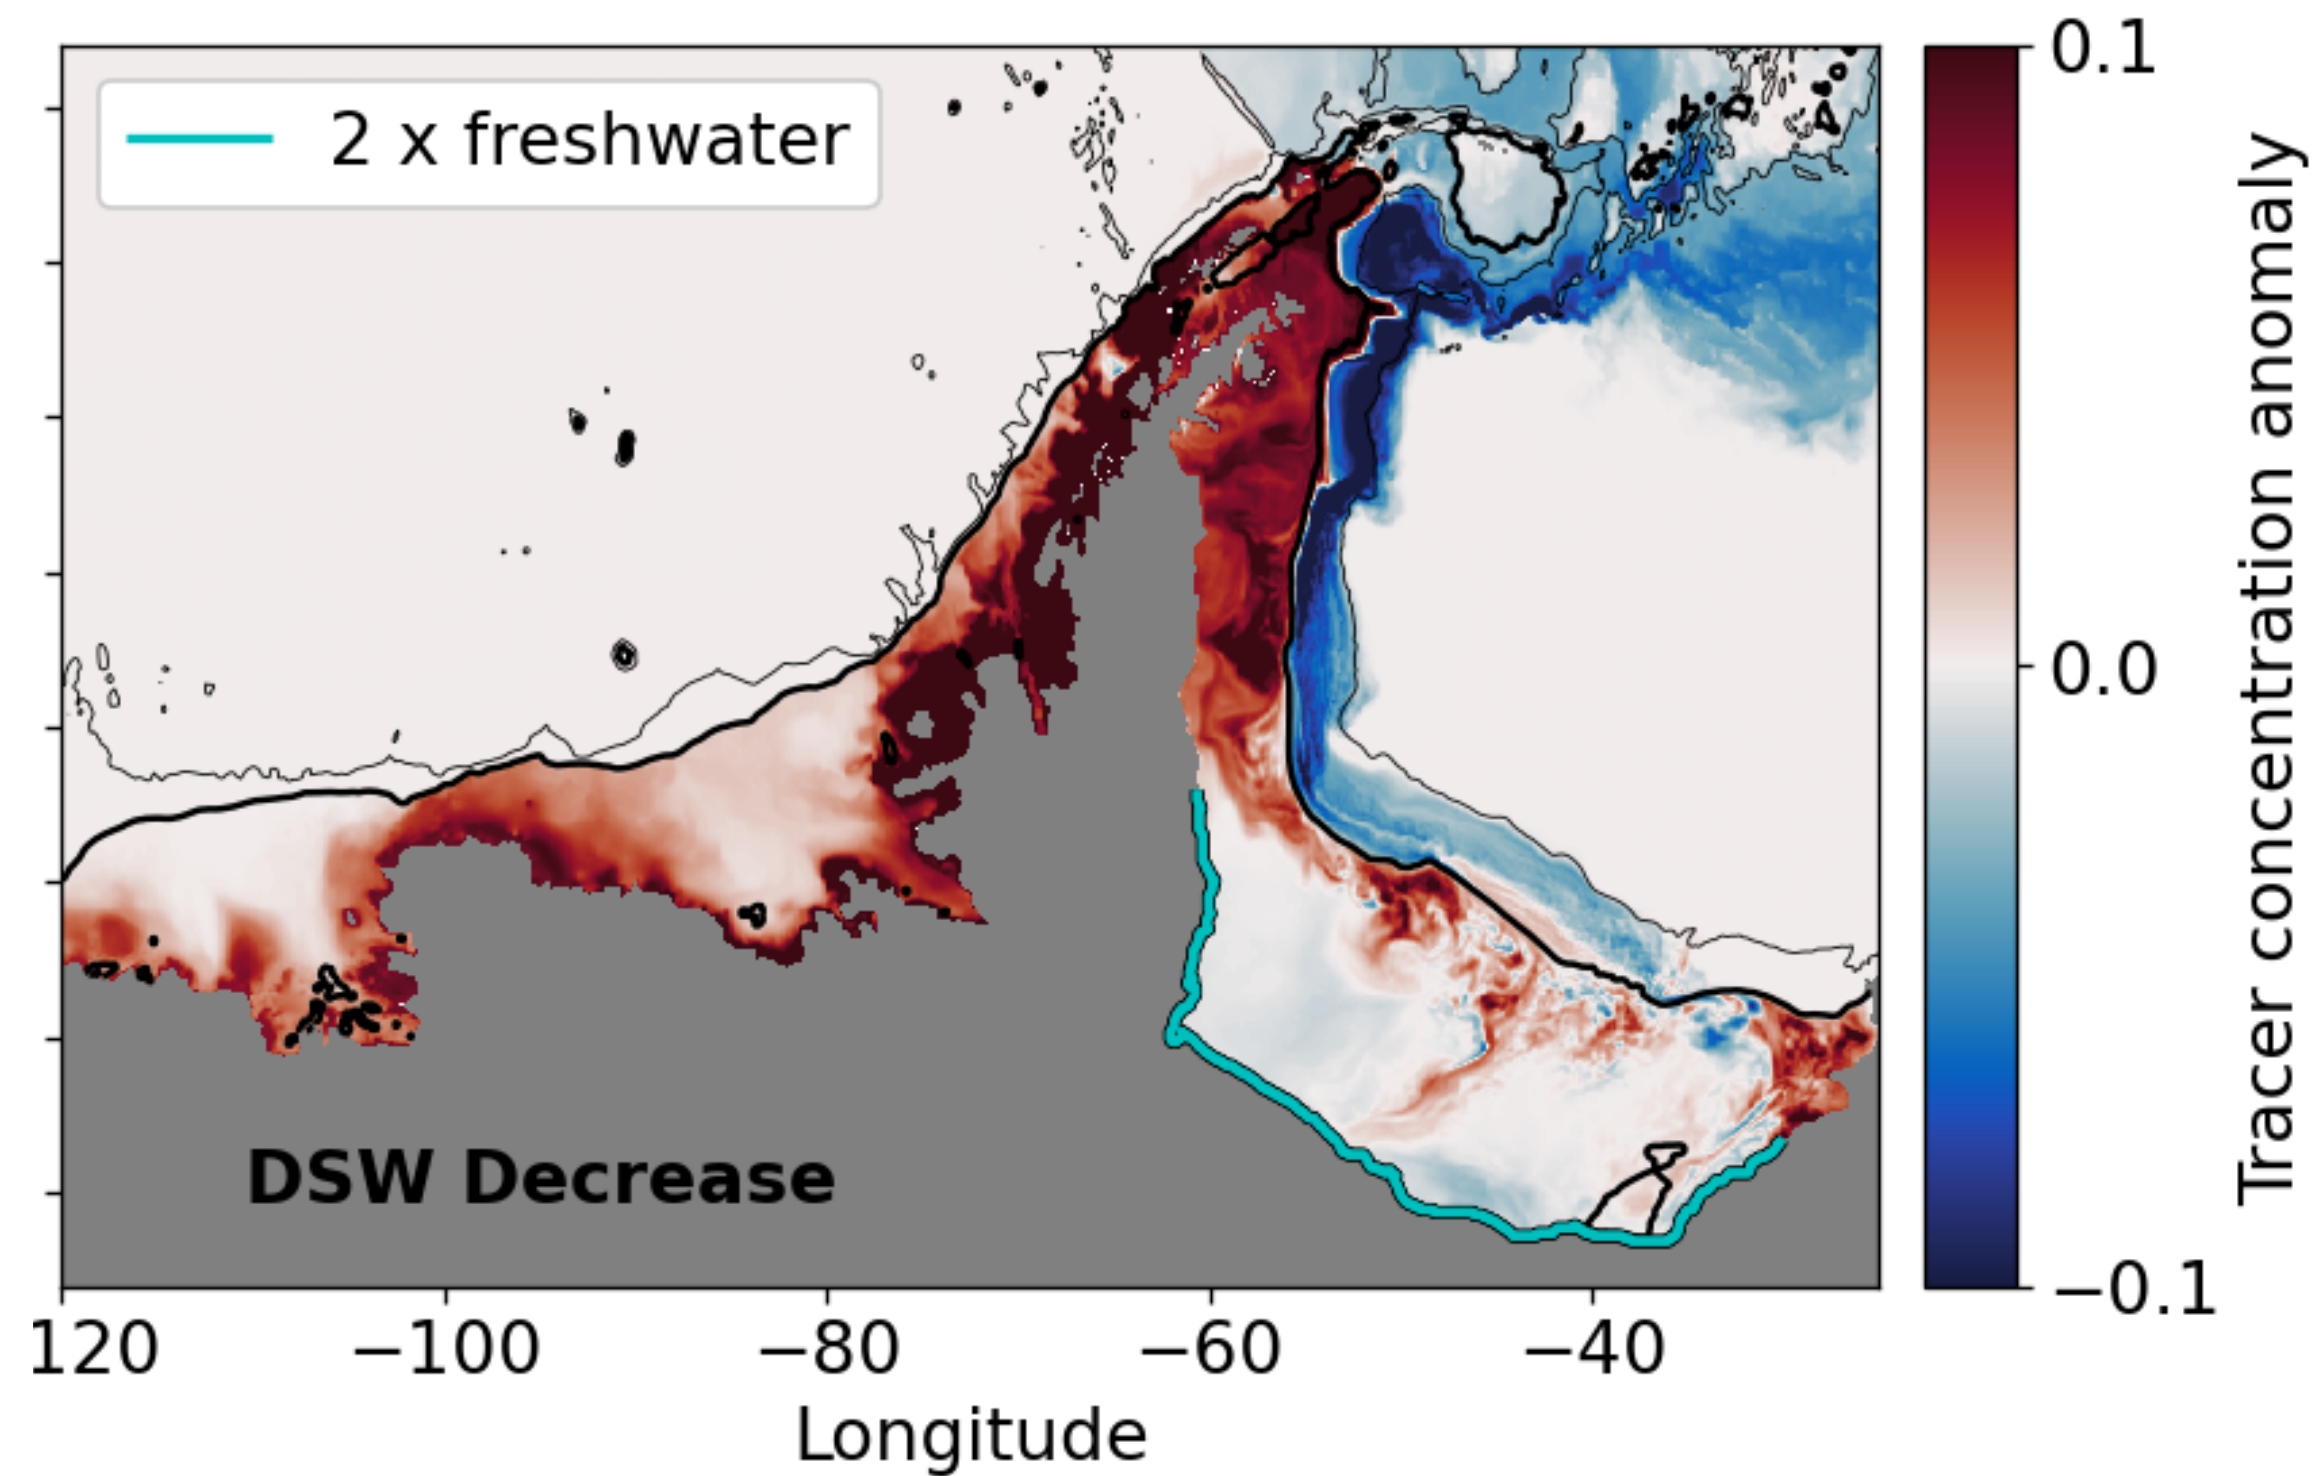 2 x freshwater
DSW Decrease
120
−100
−80
−60
−40
Longitude
0.1
0.0
−0.1
Tracer concentration anomaly